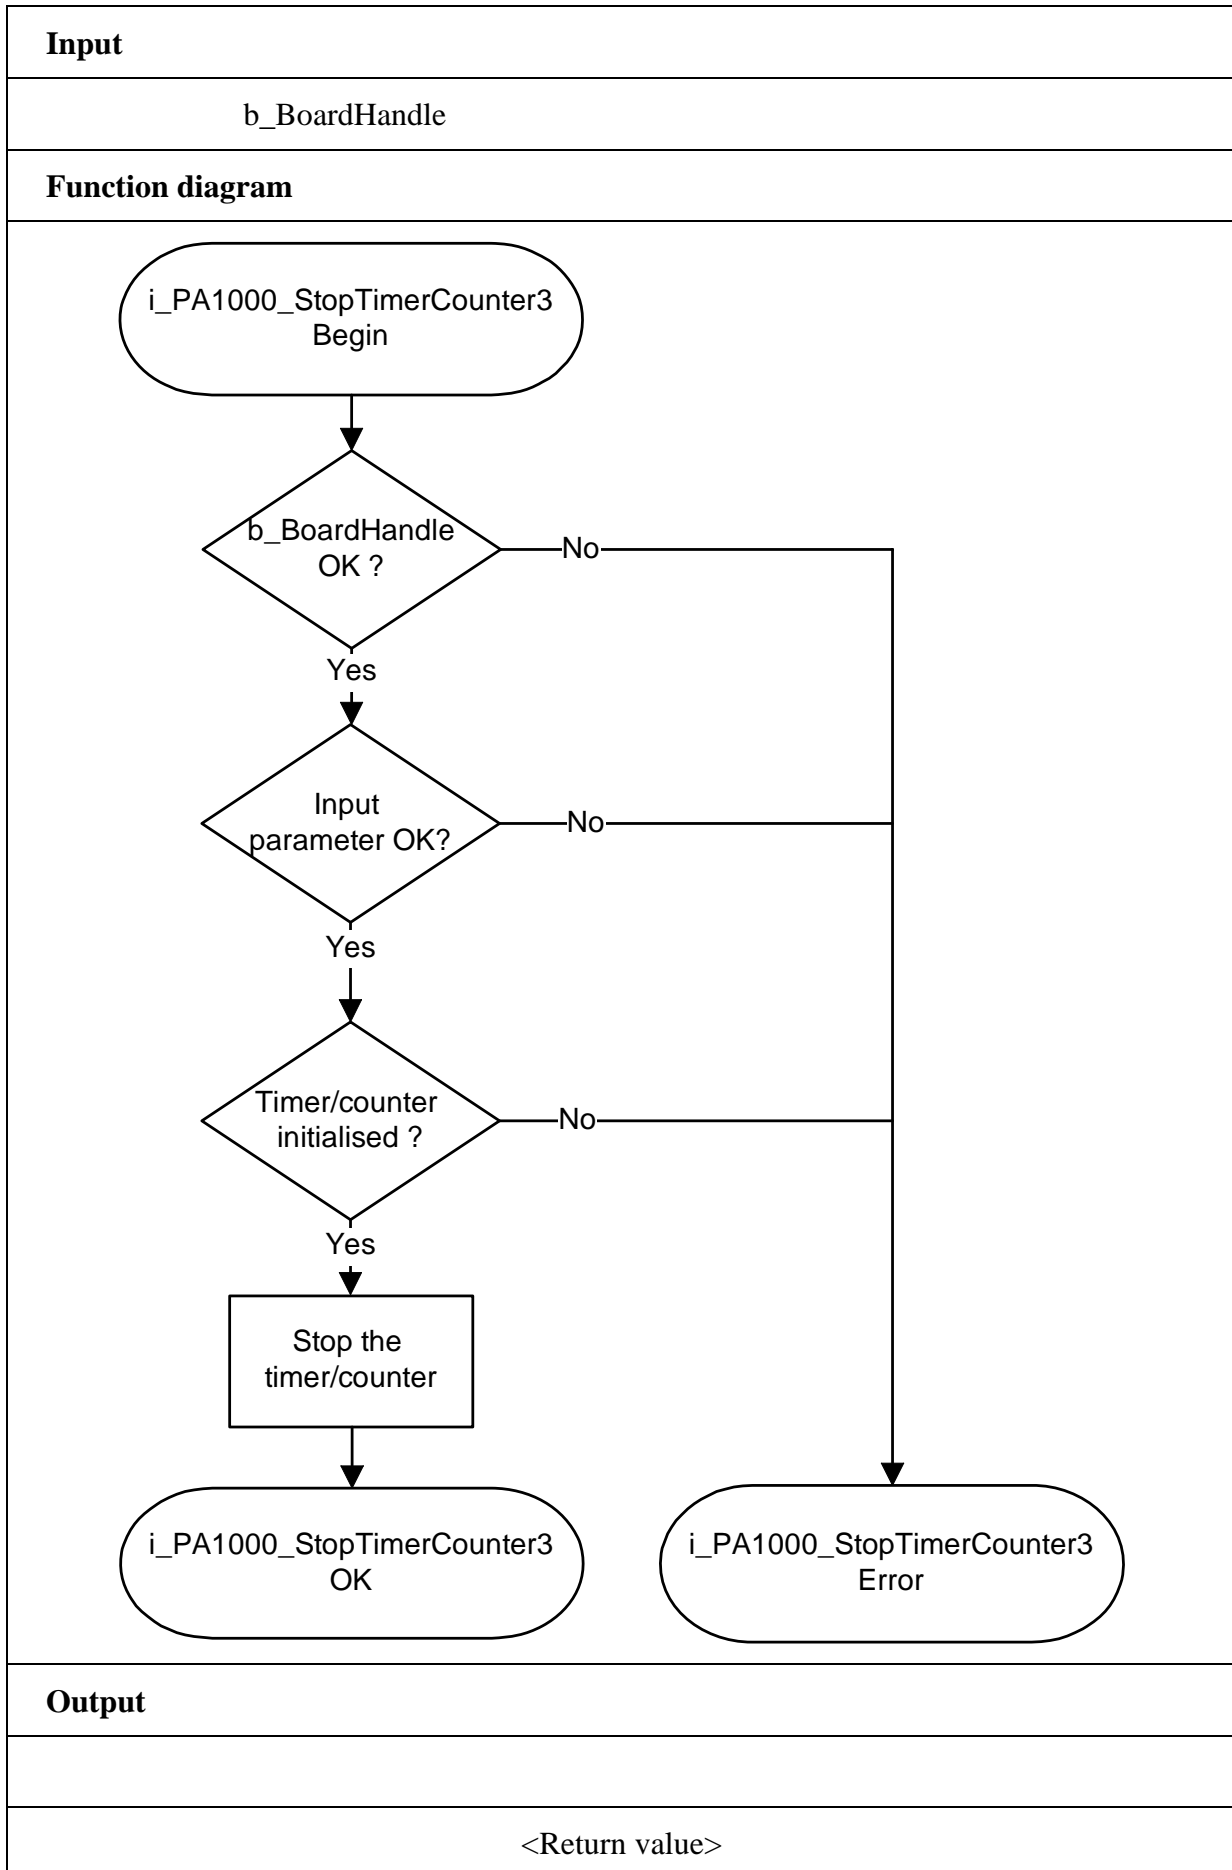 Input
b_BoardHandle
Function diagram
i_PA1000_StopTimerCounter3
Begin
b_BoardHandle
OK ?
No
Yes
Input
parameter OK?
No
Yes
Timer/counter
initialised ?
No
Yes
Stop the
timer/counter
i_PA1000_StopTimerCounter3
OK
i_PA1000_StopTimerCounter3
Error
Output
<Return value>